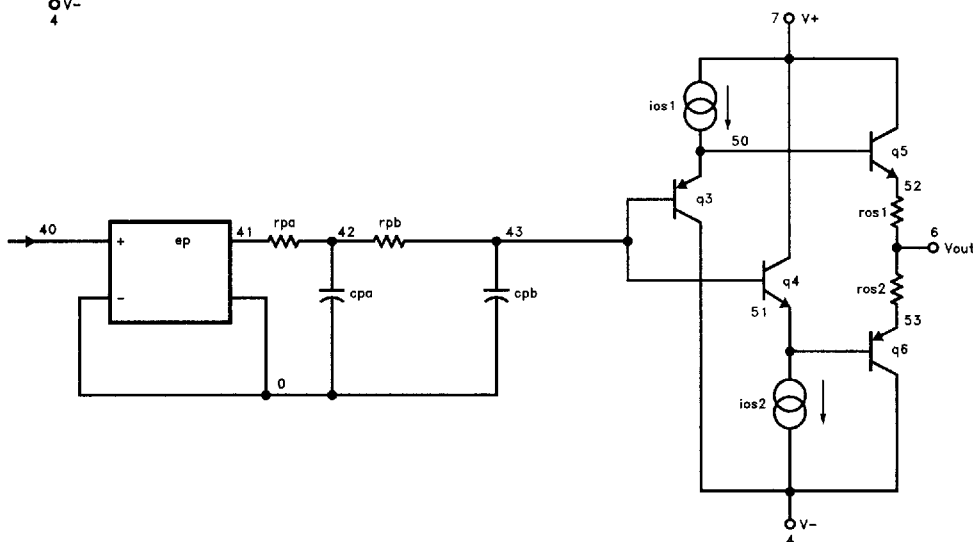 V-
4
7 V+
ios1
50
q5
q3
52
ros1
40
+ ep
41
rpa
42
rpb
43
6
Vout
q4
-
cpa
cpb
51
ros2
53
q6
0
ios2
V-
4